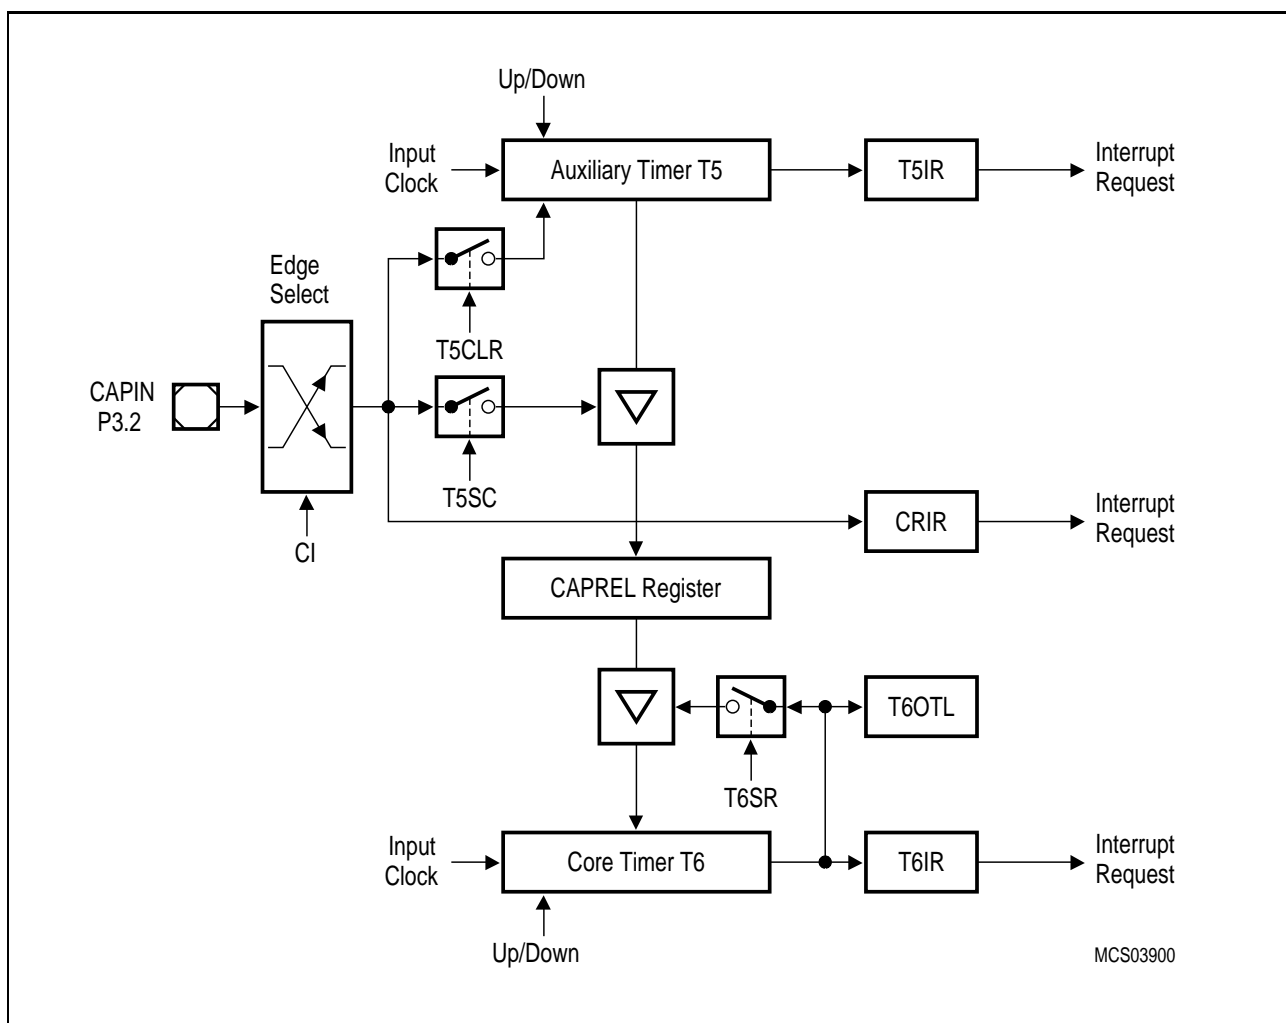 Up/Down
Input
Clock
Auxiliary Timer T5
T5IR
Interrupt
Request
Edge
Select
T5CLR
CAPIN
P3.2
T5SC
CI
CRIR
Interrupt
Request
CAPREL Register
T6OTL
T6SR
Input
Clock
Core Timer T6
T6IR
Interrupt
Request
Up/Down
MCS03900